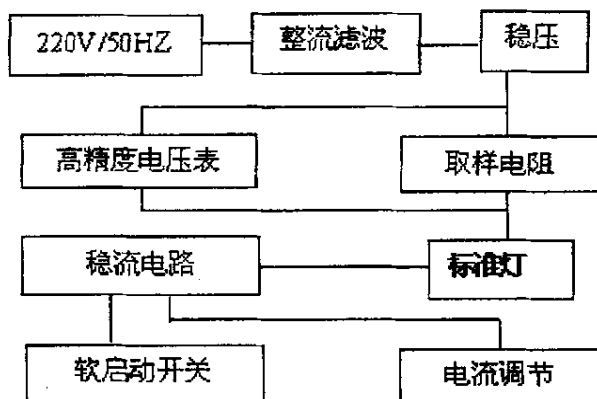 220V/50HZ
整流滤波
稳压
高精度电压表
取样电阻
稳流电路
标准灯
软启动开关
电流调节